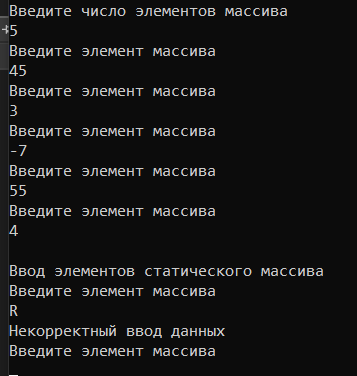 Введите число элементов массива
5
Введите элемент массива
45
Введите элемент массива
3
Введите элемент массива
-7
Введите элемент массива
55
Введите элемент массива
4
Ввод элементов статического массива
Введите элемент массива
R
Некорректный ввод данных
Введите элемент массива